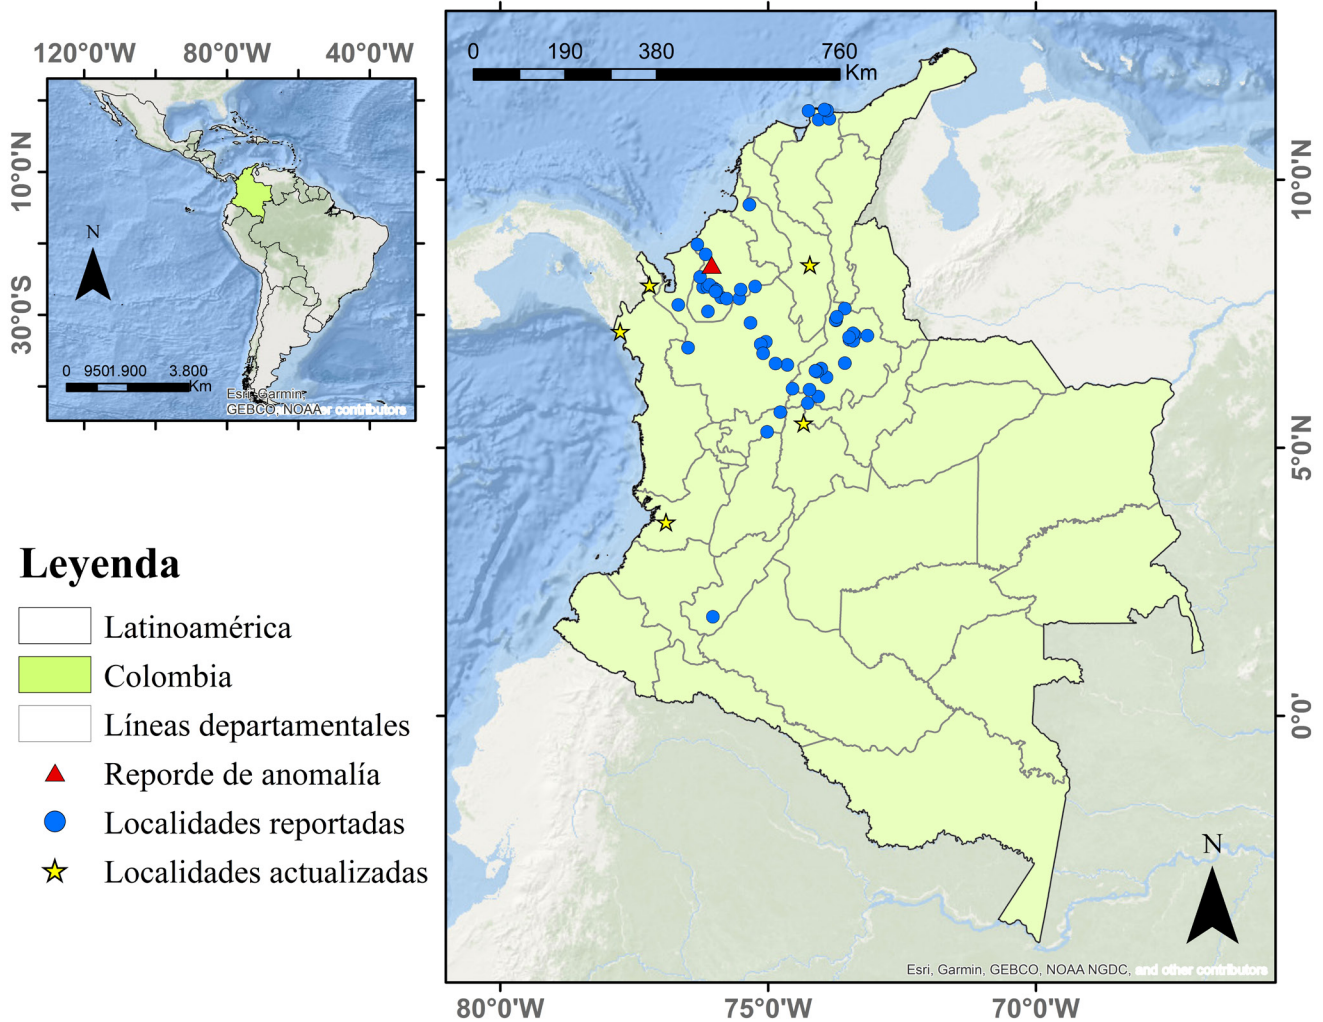 120°0'W 80°0'W 40°0'W
10°0'N
30°0'S
N
0 9501.900 3.800
Km
Esri, Garmin,
GEBCO, NOAA and other contributors
0 190 380 760
Km
10°0'N
5°0'N
0°0'
N
Esri, Garmin, GEBCO, NOAA NGDC, and other contributors
80°0'W 75°0'W 70°0'W
Leyenda
Latinoamérica
Colombia
Líneas departamentales
Reporde de anomalía
Localidades reportadas
Localidades actualizadas